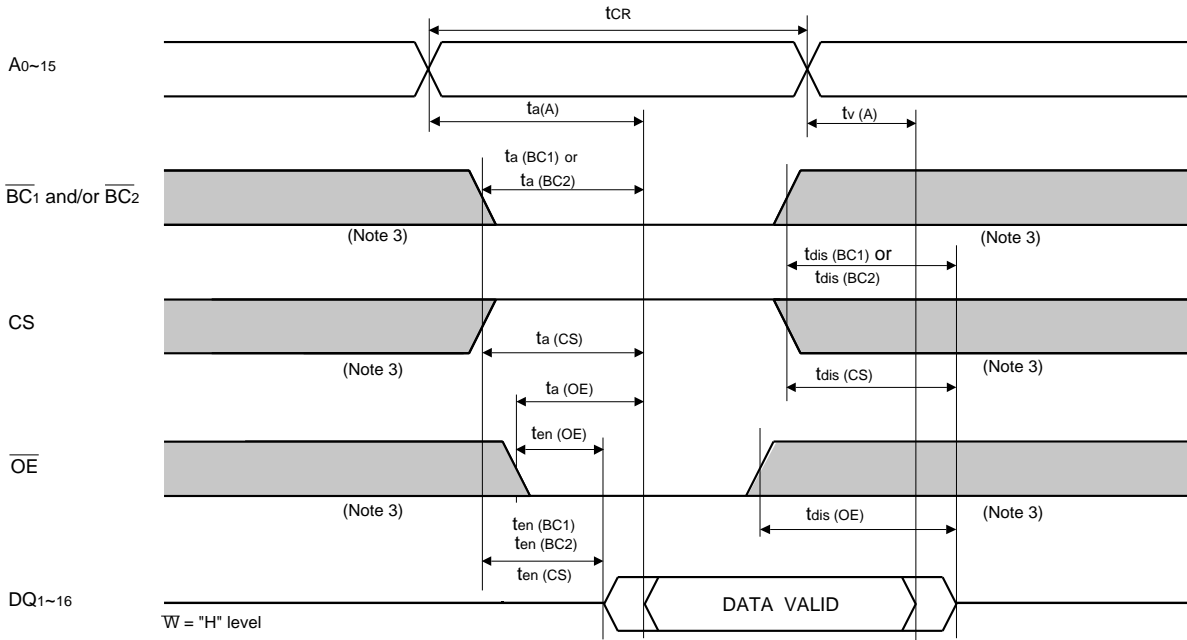 tCR
A0~15
ta(A)
tv (A)
ta (BC1) or
ta (BC2)
BC1 and/or BC2
(Note 3)
(Note 3)
tdis (BC1) or
tdis (BC2)
CS
ta (CS)
(Note 3)
(Note 3)
tdis (CS)
ta (OE)
ten (OE)
OE
(Note 3)
(Note 3)
tdis (OE)
ten (BC1)
ten (BC2)
ten (CS)
DQ1~16
DATA VALID
W = "H" level